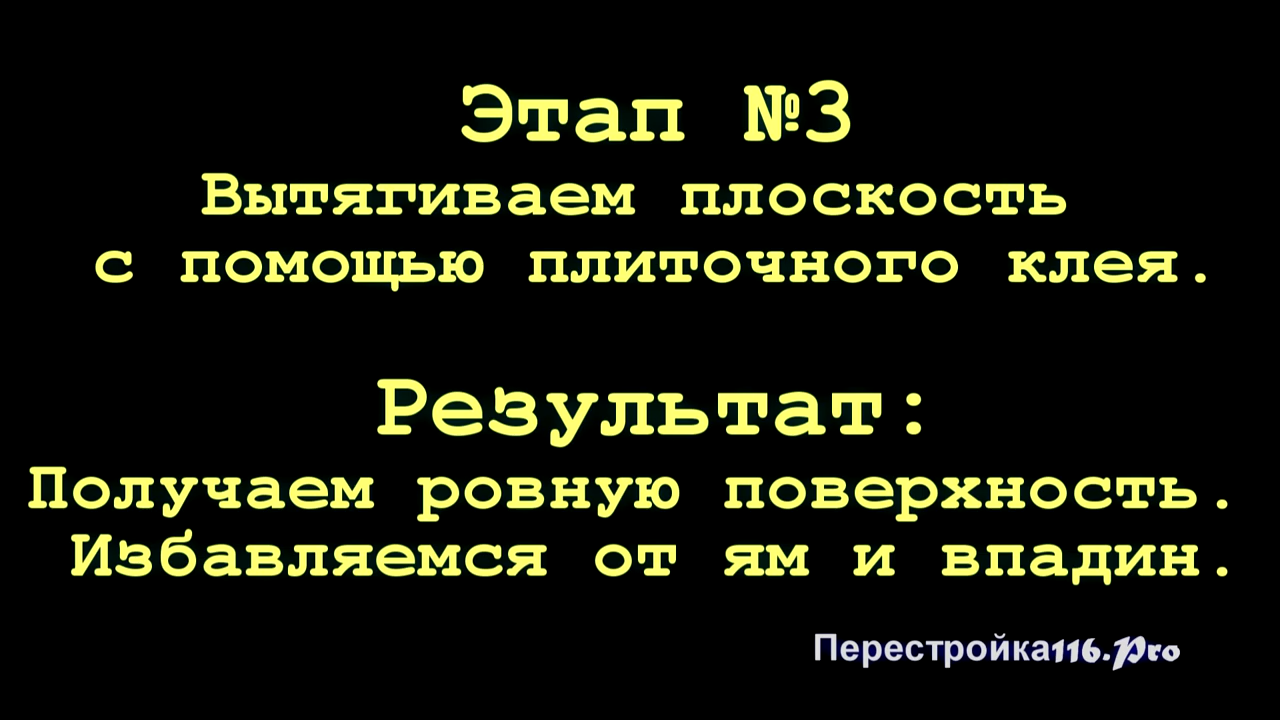 Этап №3
Вытягиваем плоскость
с помощью плиточного клея.
Результат:
Получаем ровную поверхность.
Избавляемся от ям и впадин.
Перестройка116.Pro